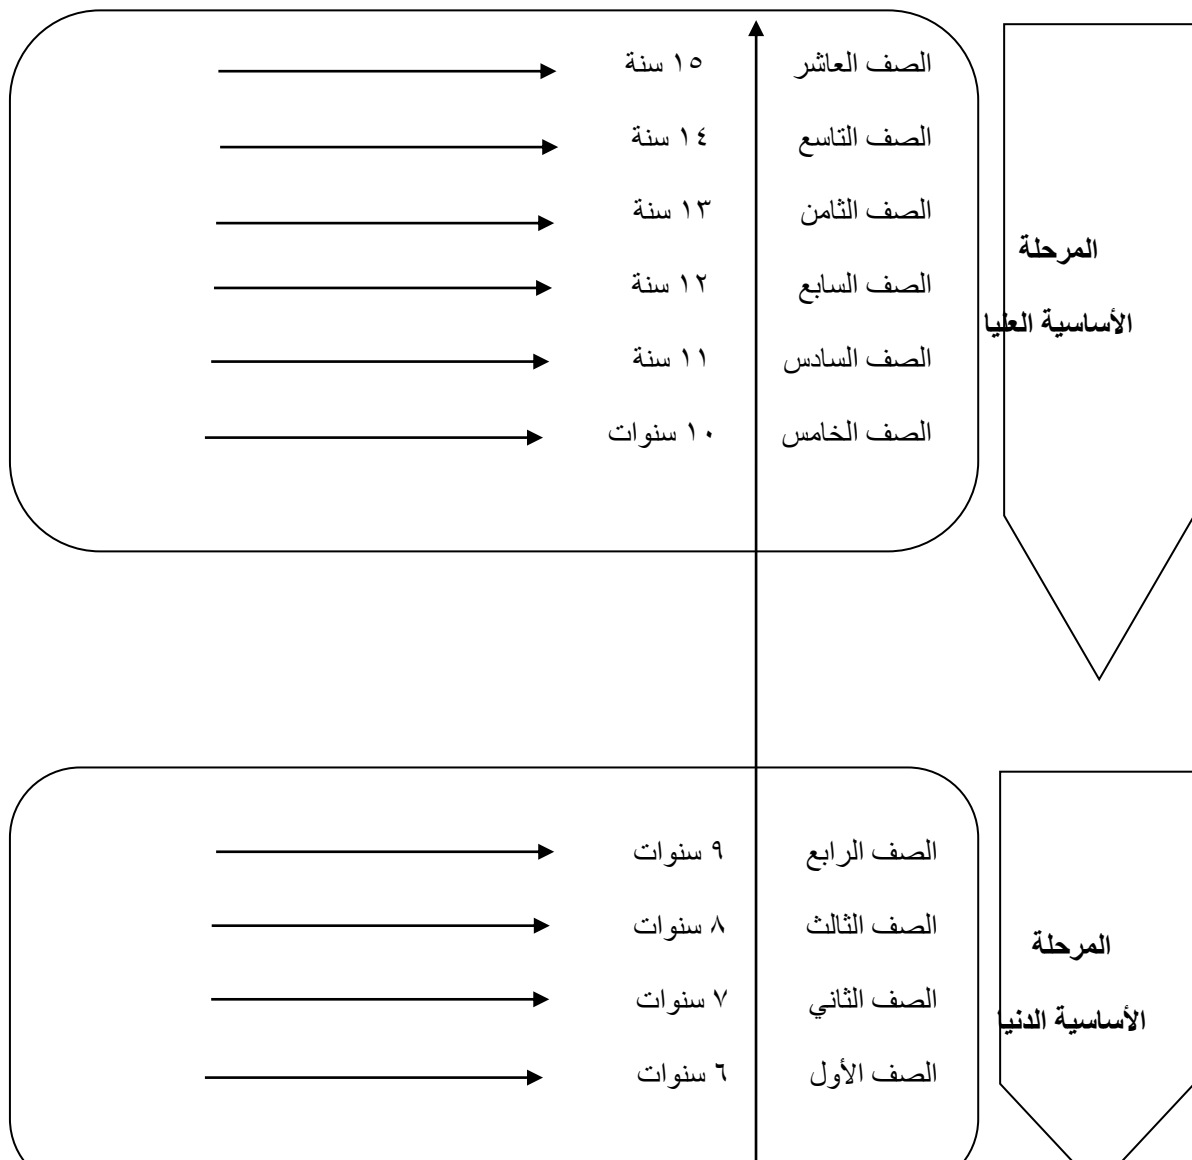 الصف العاشر ١٥ سنة
الصف التاسع ١٤ سنة
الصف الثامن ١٣ سنة
الصف السابع ١٢ سنة
الصف السادس ١١ سنة
الصف الخامس ١٠ سنوات
المرحلة
الأساسية العليا
الصف الرابع ٩ سنوات
الصف الثالث ٨ سنوات
الصف الثاني ٧ سنوات
الصف الأول ٦ سنوات
المرحلة
الأساسية الدنيا